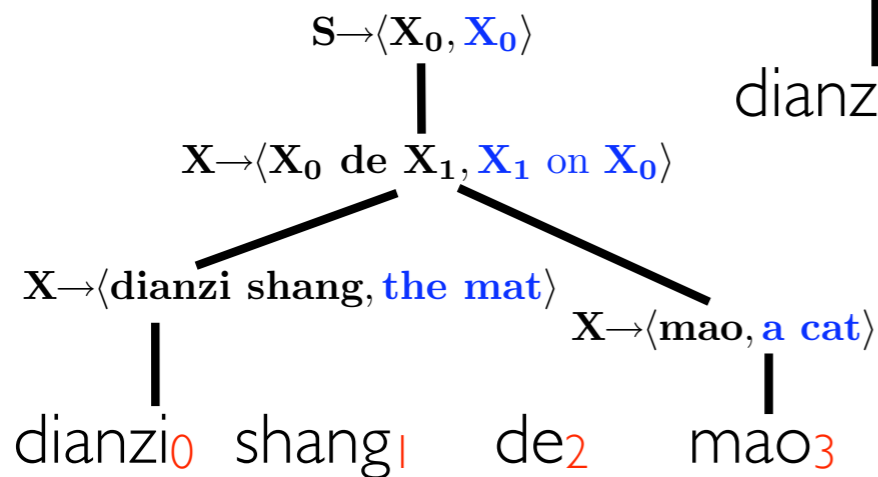 S→⟨X₀, X₀⟩
dianz
X→⟨X₀ de X₁, X₁ on X₀⟩
X→⟨dianzi shang, the mat⟩
X→⟨mao, a cat⟩
dianzi₀ shang₁ de₂ mao₃